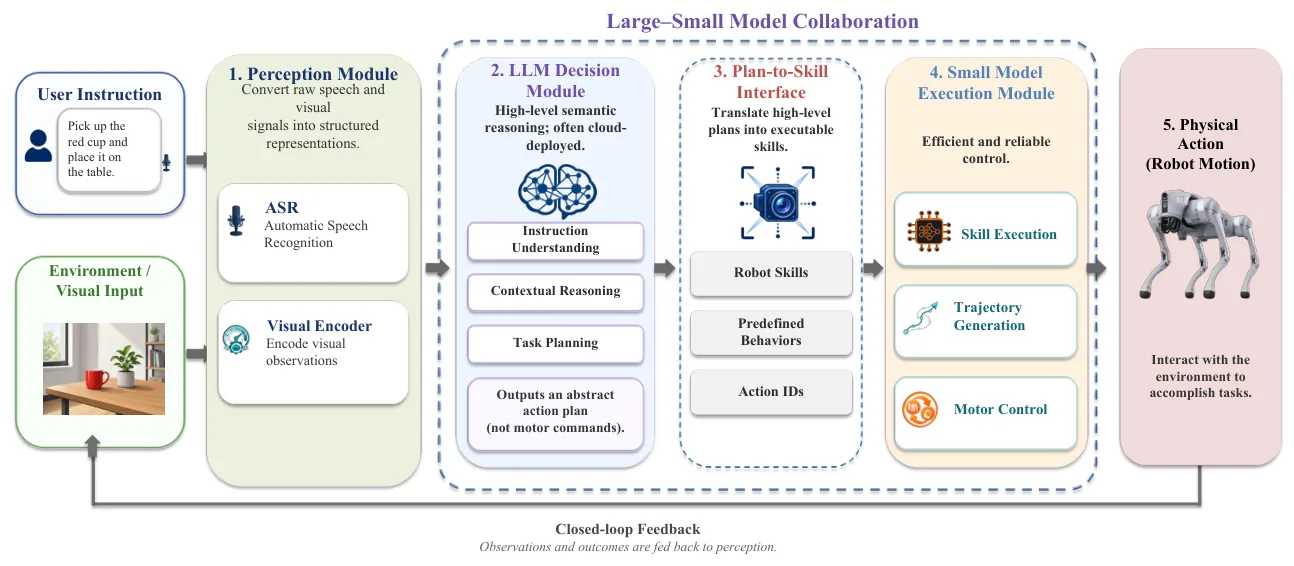 Large–Small Model Collaboration
User Instruction
Pick up the
red cup and
place it on
the table.
Environment /
Visual Input
1. Perception Module
Convert raw speech and
visual
signals into structured
representations.
ASR
Automatic Speech
Recognition
Visual Encoder
Encode visual
observations
2. LLM Decision
Module
High-level semantic
reasoning; often cloud-
deployed.
Instruction
Understanding
Contextual Reasoning
Task Planning
Outputs an abstract
action plan
(not motor commands).
3. Plan-to-Skill
Interface
Translate high-level
plans into executable
skills.
Robot Skills
Predefined
Behaviors
Action IDs
4. Small Model
Execution Module
Efficient and reliable
control.
Skill Execution
Trajectory
Generation
Motor Control
5. Physical
Action
(Robot Motion)
Interact with the
environment to
accomplish tasks.
Closed-loop Feedback
Observations and outcomes are fed back to perception.